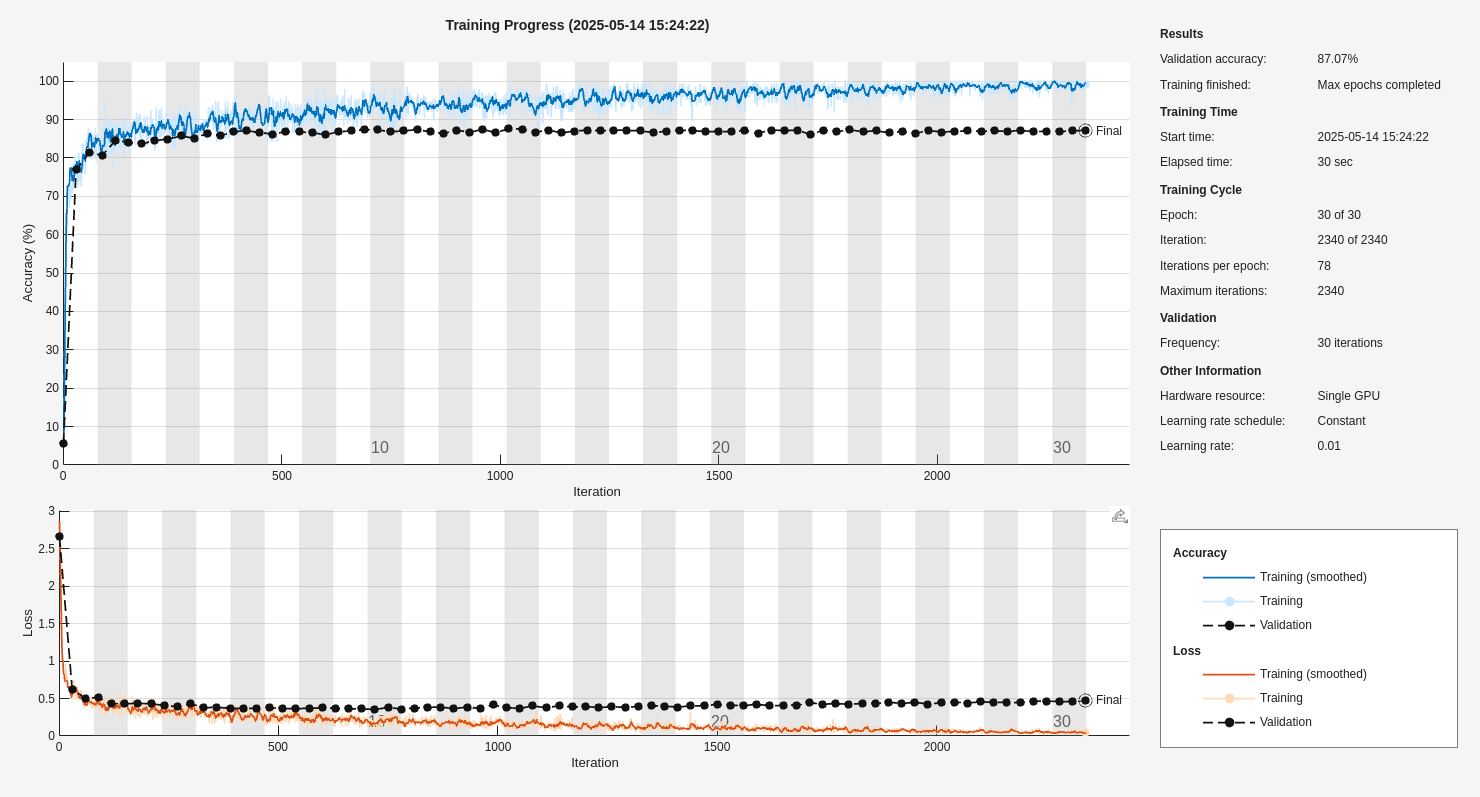 Training Progress (2025-05-14 15:24:22)
100
90
80
70
60
50
40
30
20
10
0
Accuracy (%)
10
20
30
Final
0
500
1000
1500
2000
Iteration
3
2.5
2
1.5
1
0.5
0
Loss
10
20
30
Final
0
500
1000
1500
2000
Iteration
Results
Validation accuracy: 87.07%
Training finished: Max epochs completed
Training Time
Start time: 2025-05-14 15:24:22
Elapsed time: 30 sec
Training Cycle
Epoch: 30 of 30
Iteration: 2340 of 2340
Iterations per epoch: 78
Maximum iterations: 2340
Validation
Frequency: 30 iterations
Other Information
Hardware resource: Single GPU
Learning rate schedule: Constant
Learning rate: 0.01
Accuracy
Training (smoothed)
Training
Validation
Loss
Training (smoothed)
Training
Validation